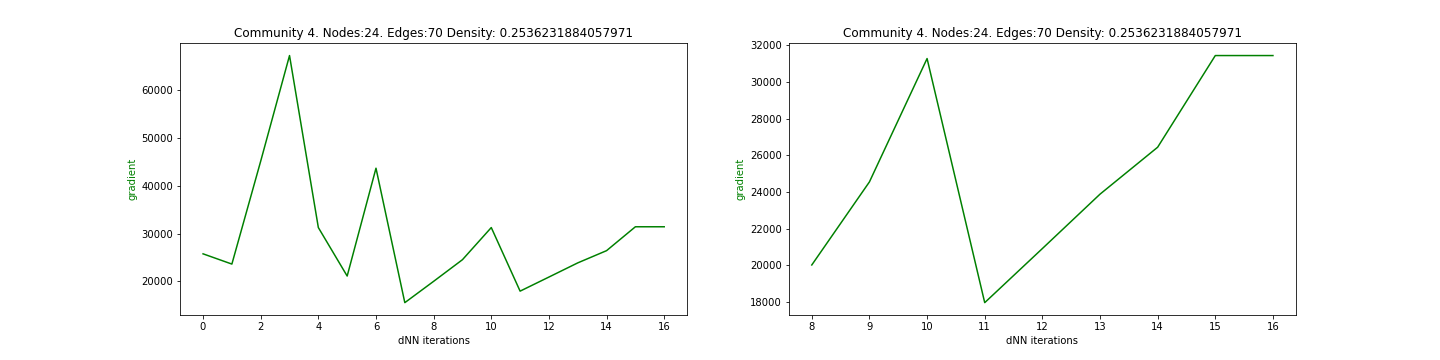 Community 4. Nodes:24. Edges:70 Density: 0.2536231884057971
60000
50000
40000
30000
20000
gradient
0 2 4 6 8 10 12 14 16
dNN iterations
Community 4. Nodes:24. Edges:70 Density: 0.2536231884057971
32000
30000
28000
26000
24000
22000
20000
18000
gradient
8 9 10 11 12 13 14 15 16
dNN iterations